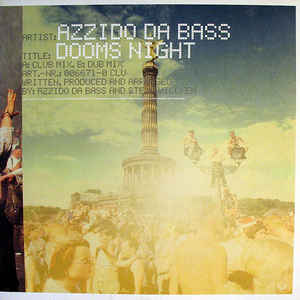 ARTIST: AZZIDO DA BASS
TITLE: DOOMS NIGHT
A: CLUB MIX, B: DUB MIX
ART.-NR.: 006671-0 CLU
WRITTEN, PRODUCED AND ARRANGED
BY: AZZIDO DA BASS AND